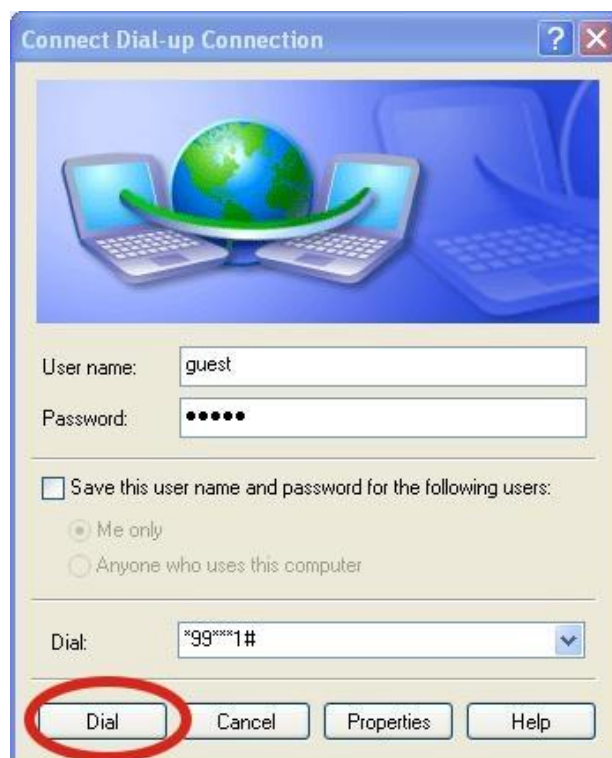 Connect Dial-up Connection
User name: guest
Password: •••••
Save this user name and password for the following users:
Me only
Anyone who uses this computer
Dial: *99***1#
Dial Cancel Properties Help